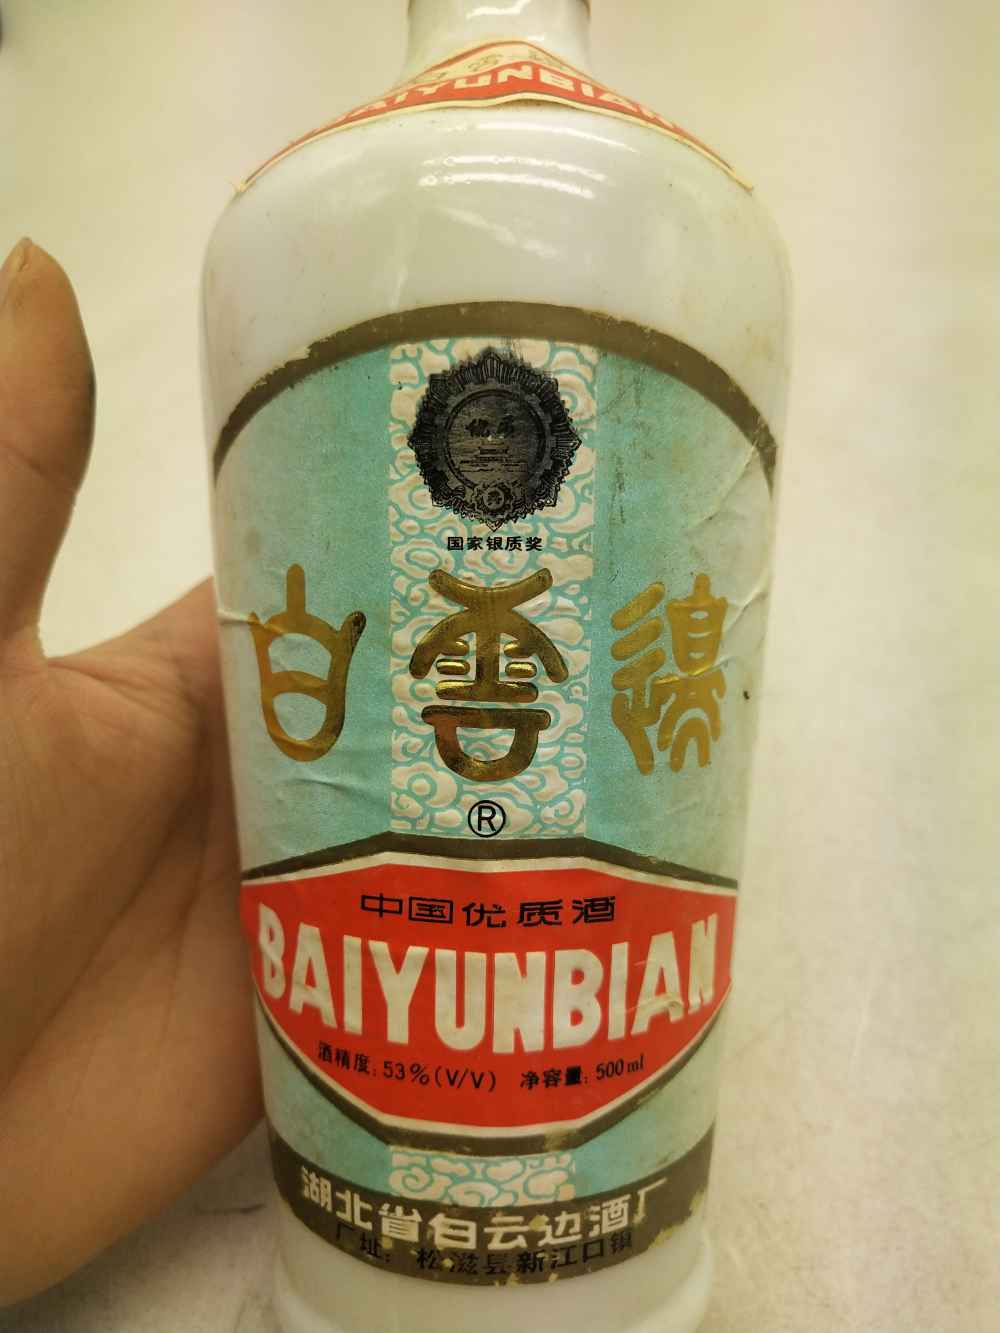 BAIYUNBIAN
国家银质奖
白雲邊
®
中国优质酒
BAIYUNBIAN
酒精度：53%(V/V) 净容量：500ml
湖北省白云边酒厂
厂址：松滋县新江口镇